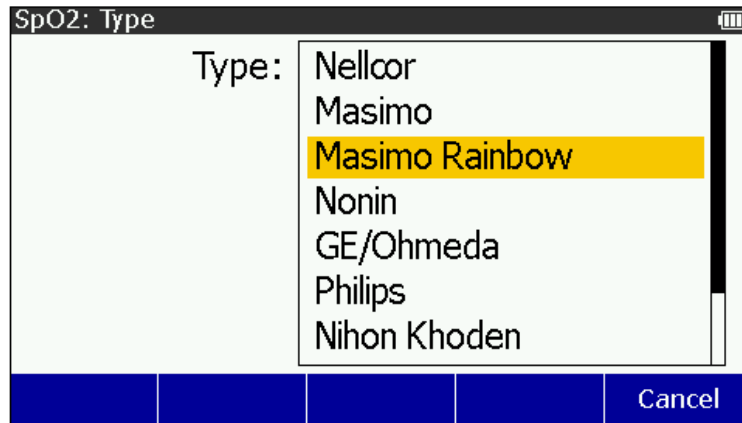 SpO2: Type
Type:
Nellcor
Masimo
Masimo Rainbow
Nonin
GE/Ohmeda
Philips
Nihon Khoden
Cancel